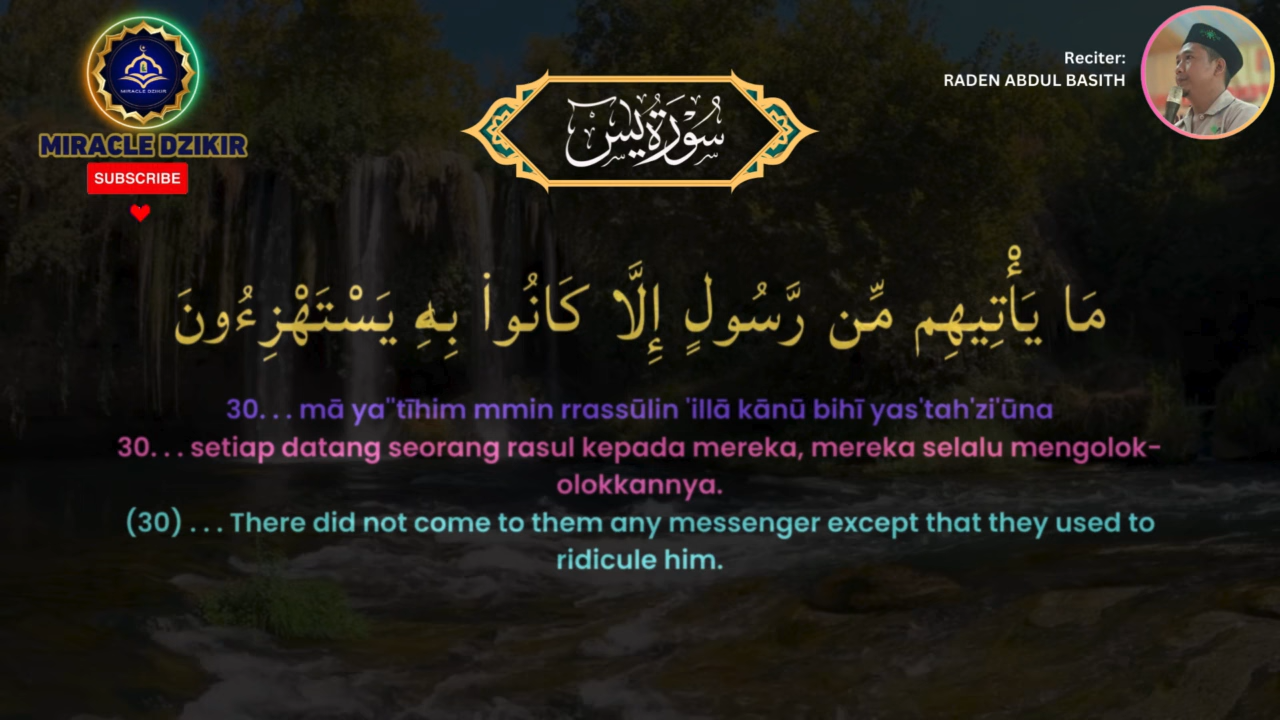 MIRACLE DZIKIR
MIRACLE DZIKIR
SUBSCRIBE
Reciter:
RADEN ABDUL BASITH
سُوْرَةُ يٰسٓ
مَا يَأْتِيهِم مِّن رَّسُولٍ إِلَّا كَانُوا۟ بِهِۦ يَسْتَهْزِءُونَ
30. . . mā ya''tīhim mmin rrassūlin 'illā kānū bihī yas'tah'zi'ūna
30. . . setiap datang seorang rasul kepada mereka, mereka selalu mengolok-
olokkannya.
(30) . . . There did not come to them any messenger except that they used to
ridicule him.